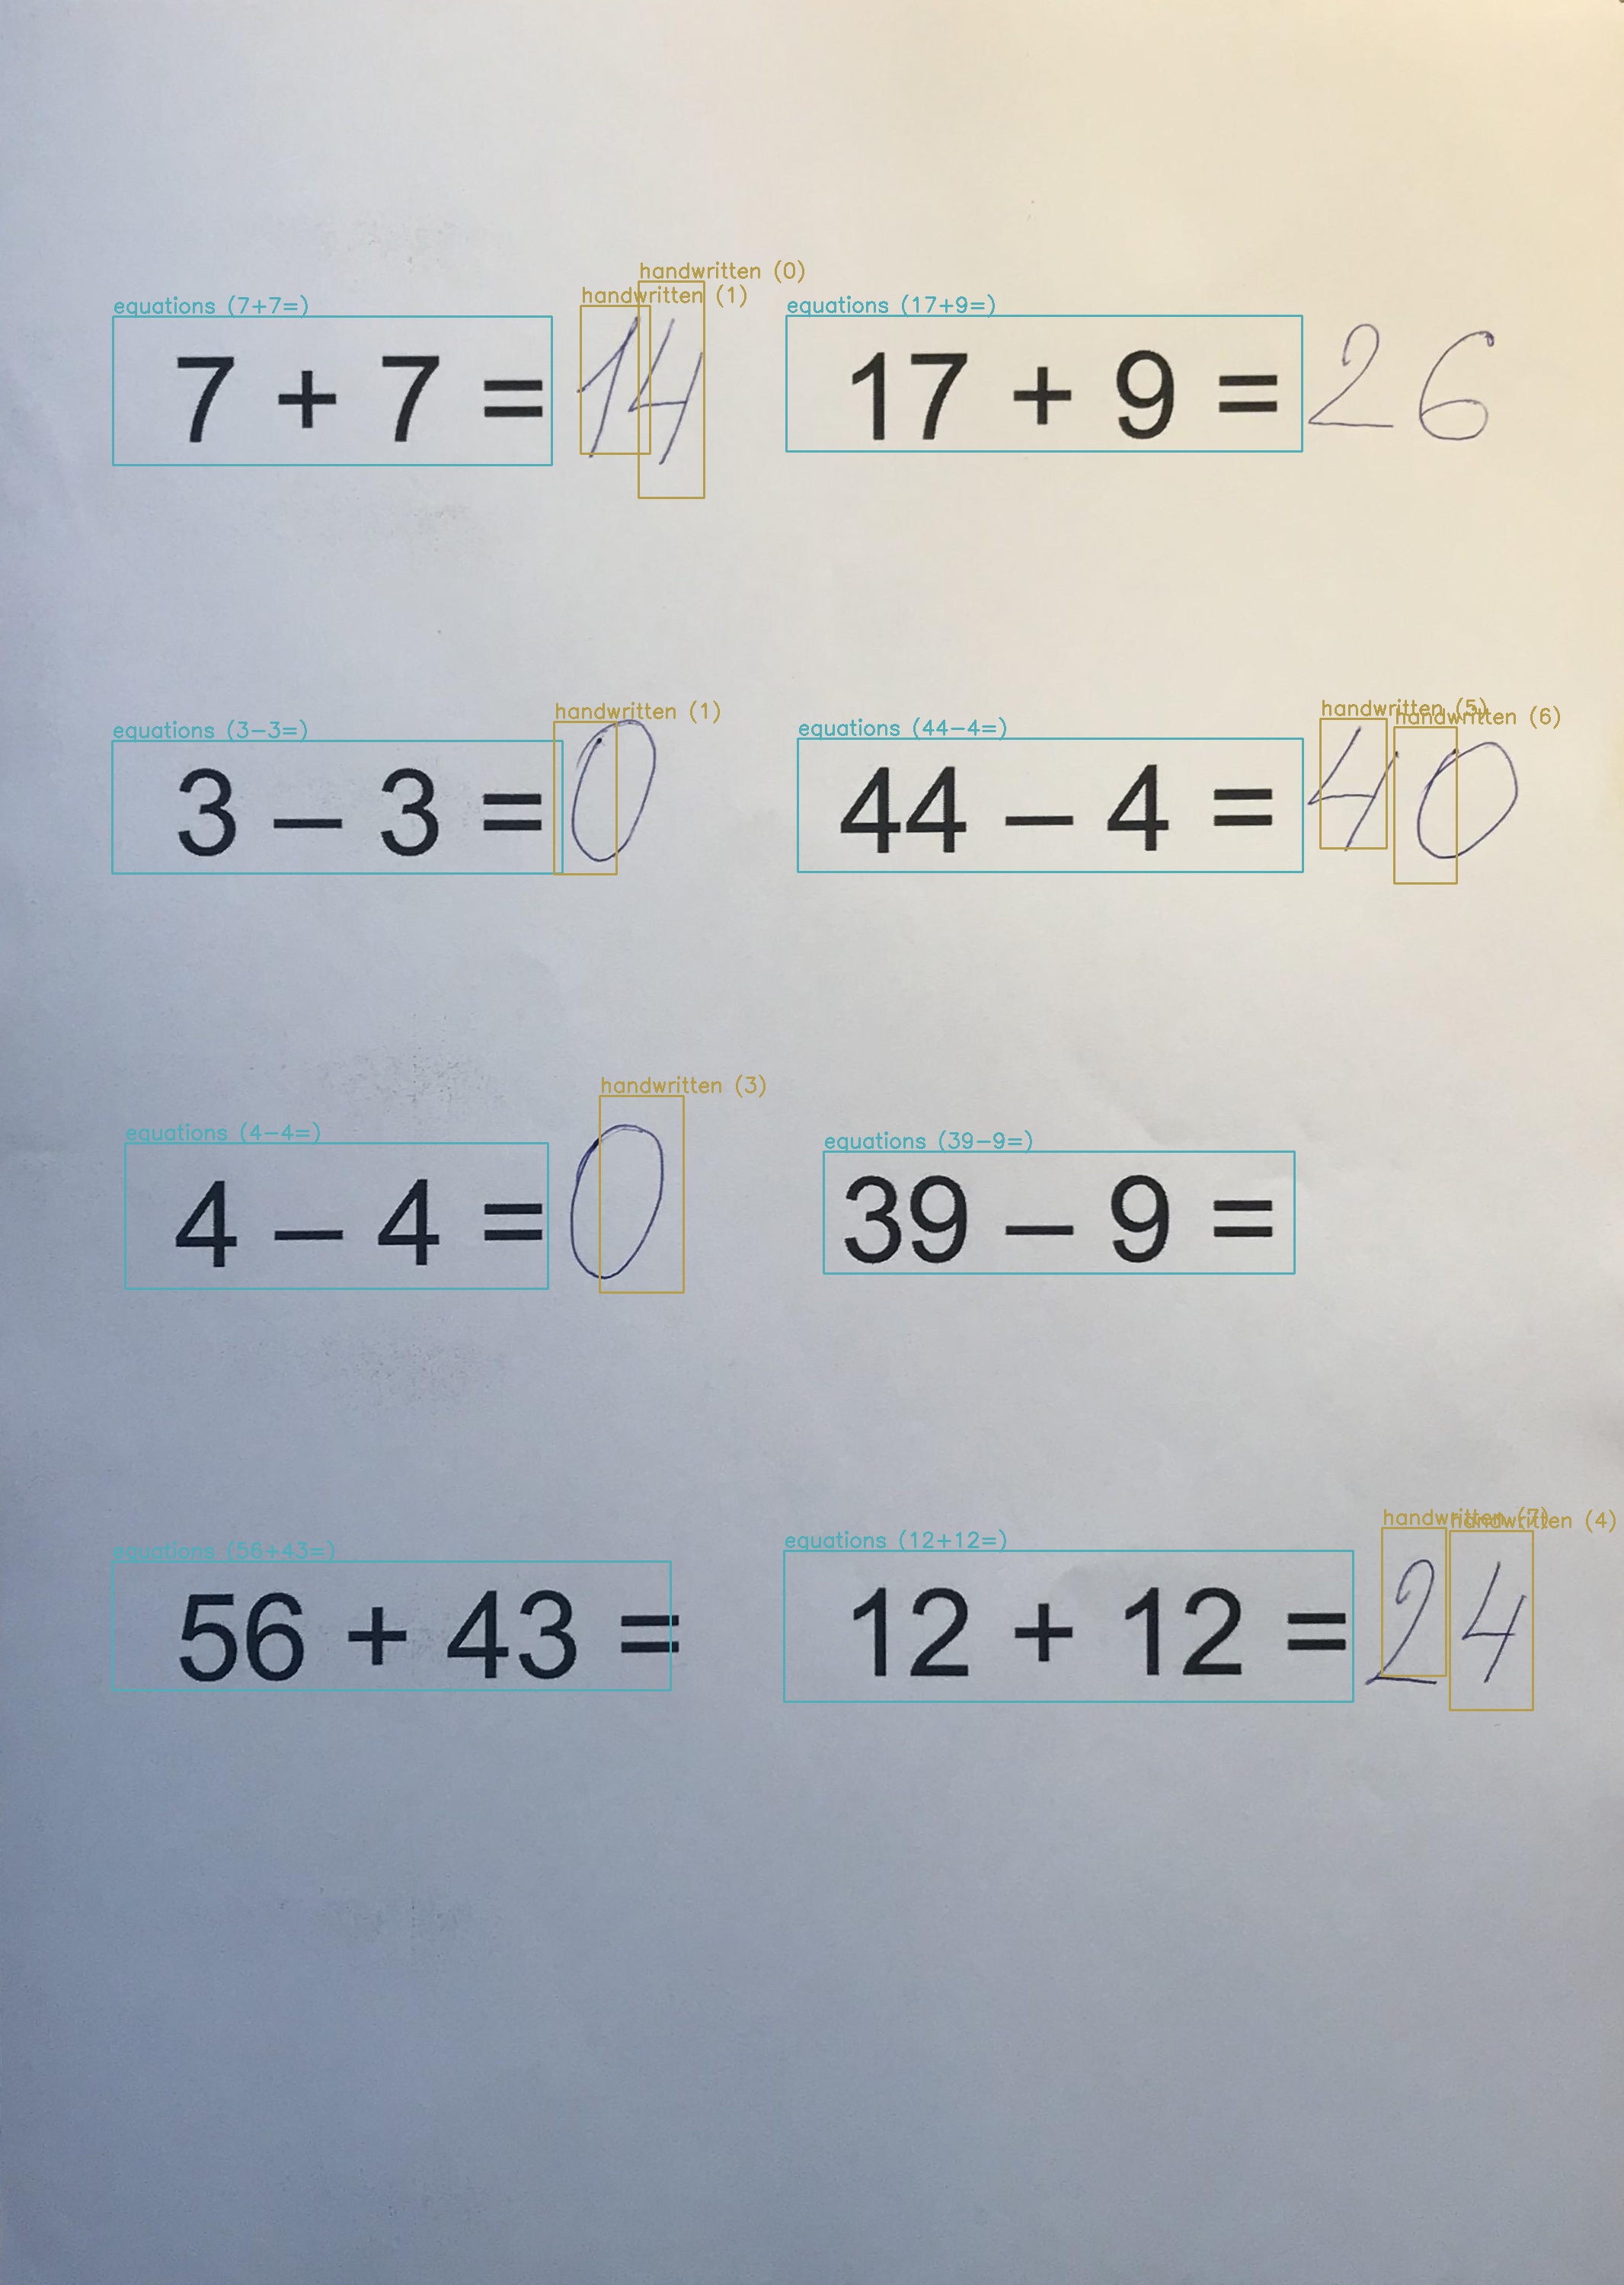 handwritten (0)
equations (7+7=) handwritten (1) equations (17+9=)
7 + 7 = 14 17 + 9 = 26
handwritten (1) handwritten (5) handwritten (6)
equations (3-3=) equations (44-4=)
3 – 3 = 0 44 – 4 = 40
handwritten (3)
equations (4-4=) equations (39-9=)
4 – 4 = 0 39 – 9 =
handwritten (7) handwritten (4)
equations (56+43=) equations (12+12=)
56 + 43 = 12 + 12 = 24